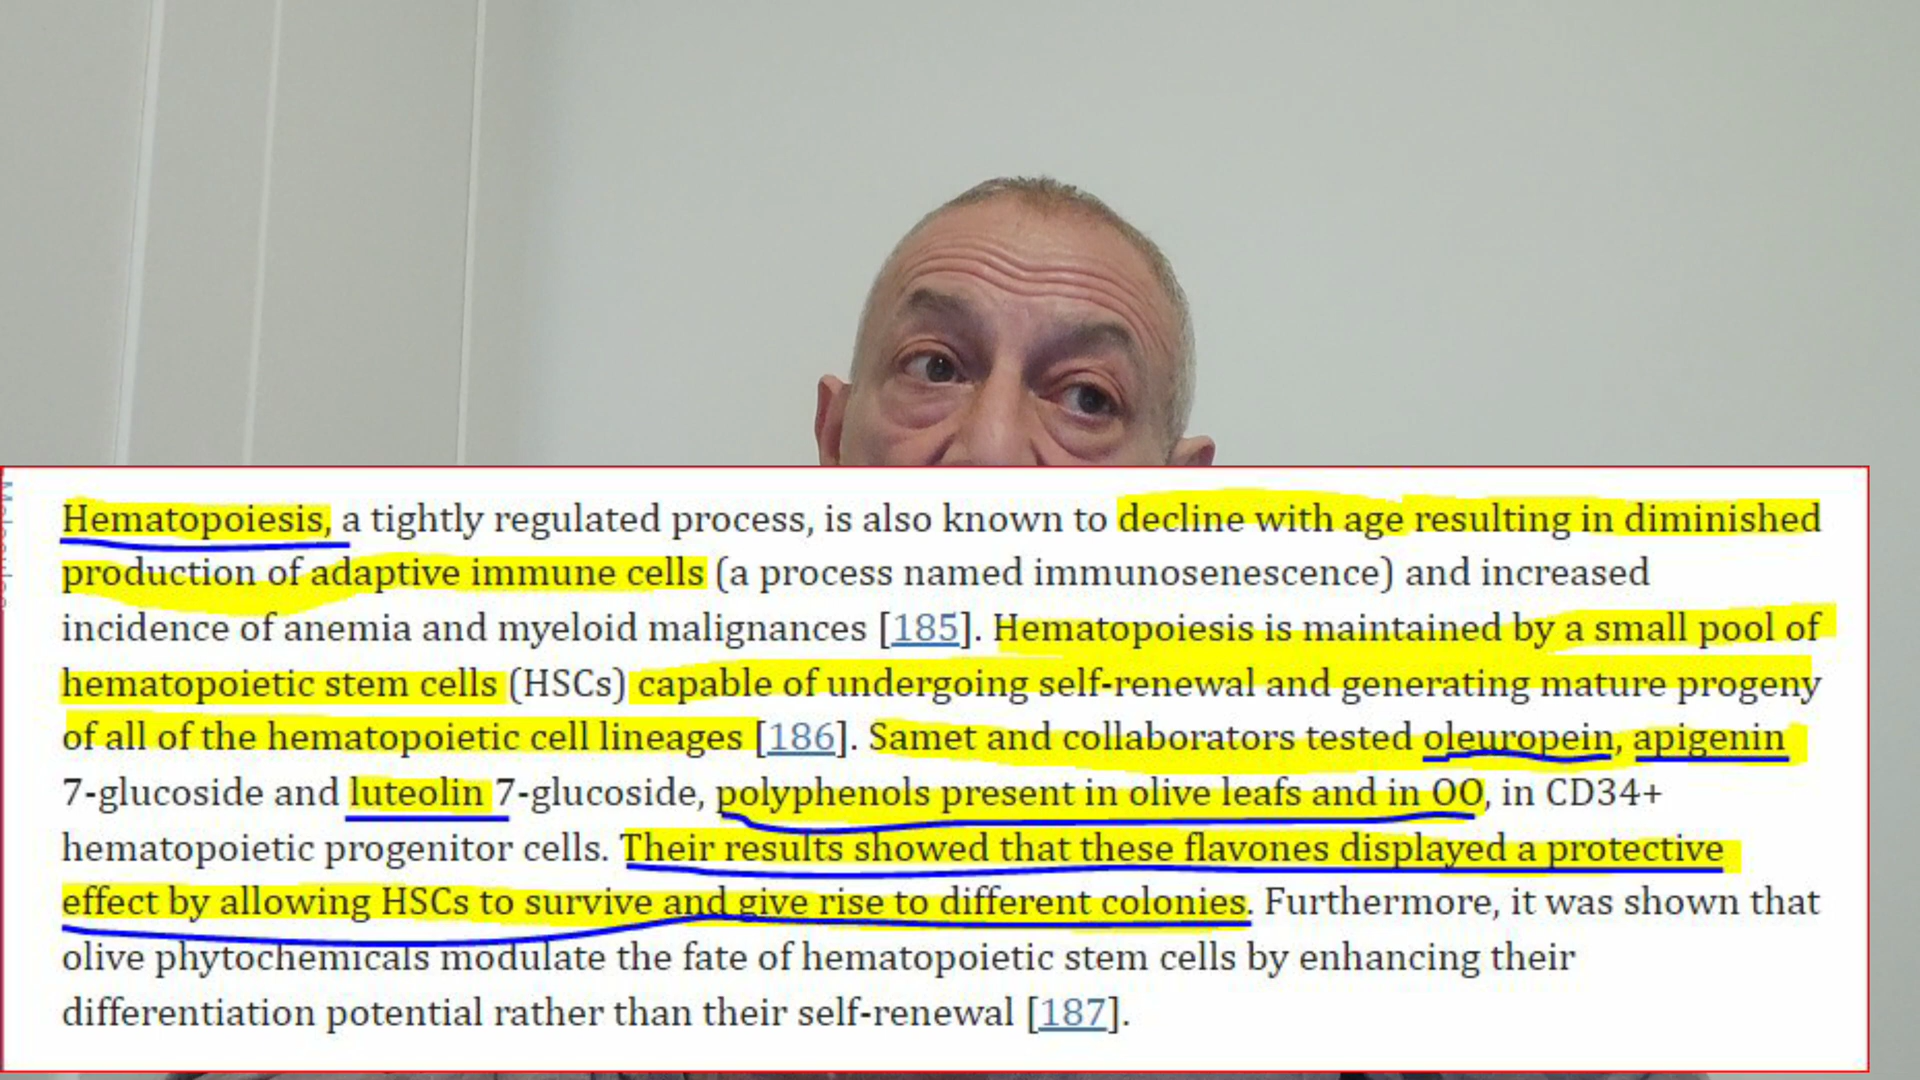 Hematopoiesis, a tightly regulated process, is also known to decline with age resulting in diminished
production of adaptive immune cells (a process named immunosenescence) and increased
incidence of anemia and myeloid malignances [185]. Hematopoiesis is maintained by a small pool of
hematopoietic stem cells (HSCs) capable of undergoing self-renewal and generating mature progeny
of all of the hematopoietic cell lineages [186]. Samet and collaborators tested oleuropein, apigenin
7-glucoside and luteolin 7-glucoside, polyphenols present in olive leafs and in OO, in CD34+
hematopoietic progenitor cells. Their results showed that these flavones displayed a protective
effect by allowing HSCs to survive and give rise to different colonies. Furthermore, it was shown that
olive phytochemicals modulate the fate of hematopoietic stem cells by enhancing their
differentiation potential rather than their self-renewal [187].